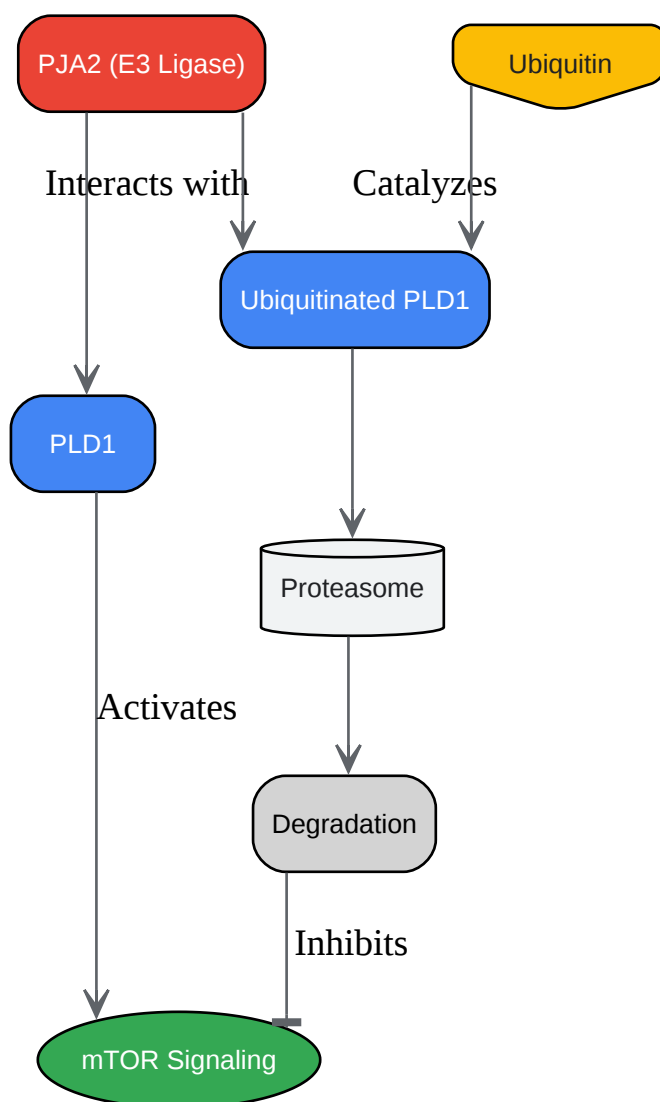 PJA2 (E3 Ligase)
Ubiquitin
Interacts with
Catalyzes
Ubiquitinated PLD1
PLD1
Proteasome
Activates
Degradation
Inhibits
mTOR Signaling